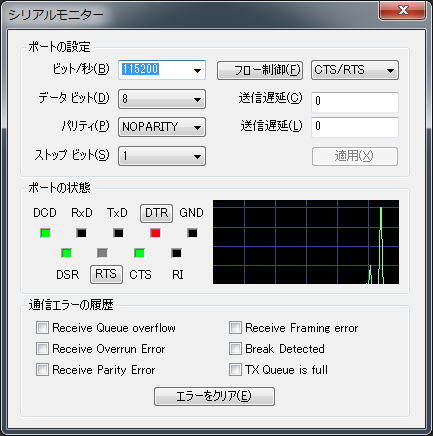 シリアルモニター
ポートの設定
ビット/秒(B) 115200 フロー制御(F) CTS/RTS
データ ビット(D) 8 送信遅延(C) 0
パリティ(P) NOPARITY 送信遅延(L) 0
ストップ ビット(S) 1 適用(X)
ポートの状態
DCD RxD TxD DTR GND
DSR RTS CTS RI
通信エラーの履歴
Receive Queue overflow Receive Framing error
Receive Overrun Error Break Detected
Receive Parity Error TX Queue is full
エラーをクリア(E)